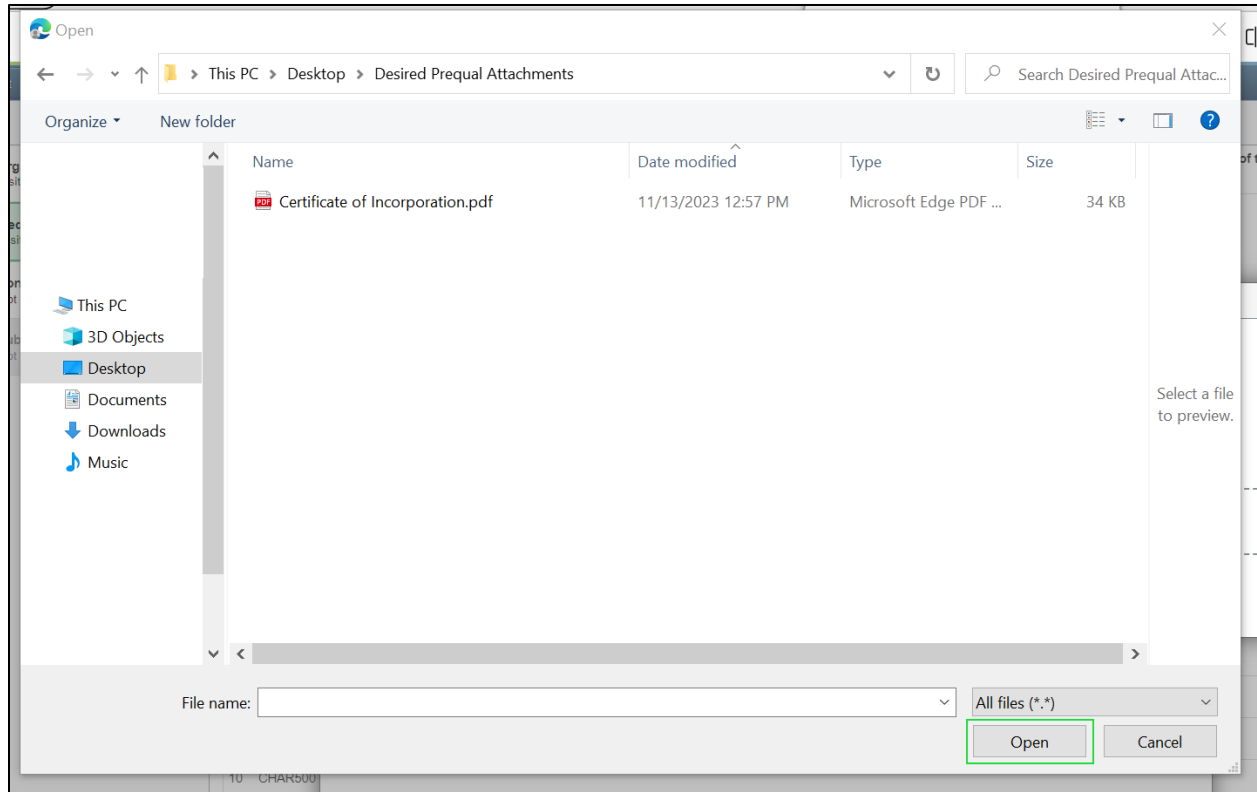 Open
This PC > Desktop > Desired Prequal Attachments
Search Desired Prequal Attac...
Organize
New folder
Name Date modified Type Size
PDF Certificate of Incorporation.pdf 11/13/2023 12:57 PM Microsoft Edge PDF ... 34 KB
This PC
3D Objects
Desktop
Documents
Downloads
Music
Select a file
to preview.
File name:
All files (*.*)
Open
Cancel
10 CHAR500